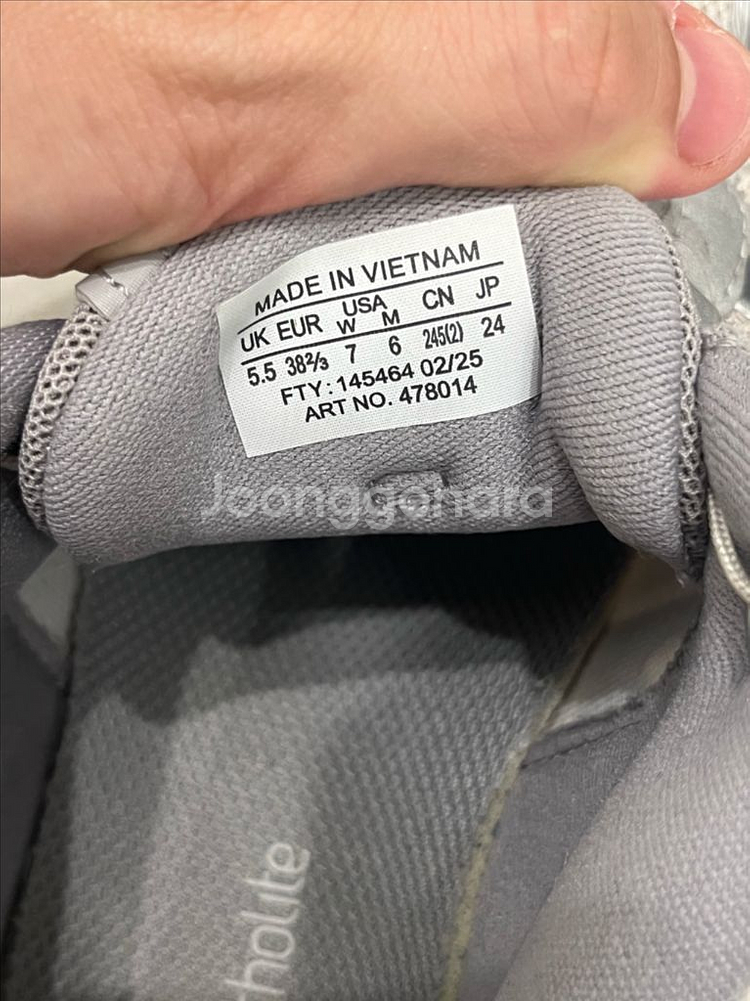 MADE IN VIETNAM
UK EUR USA W M CN JP
5.5 38⅔ 7 6 245(2) 24
FTY: 145464 02/25
ART NO. 478014
Joonggonara
tholite